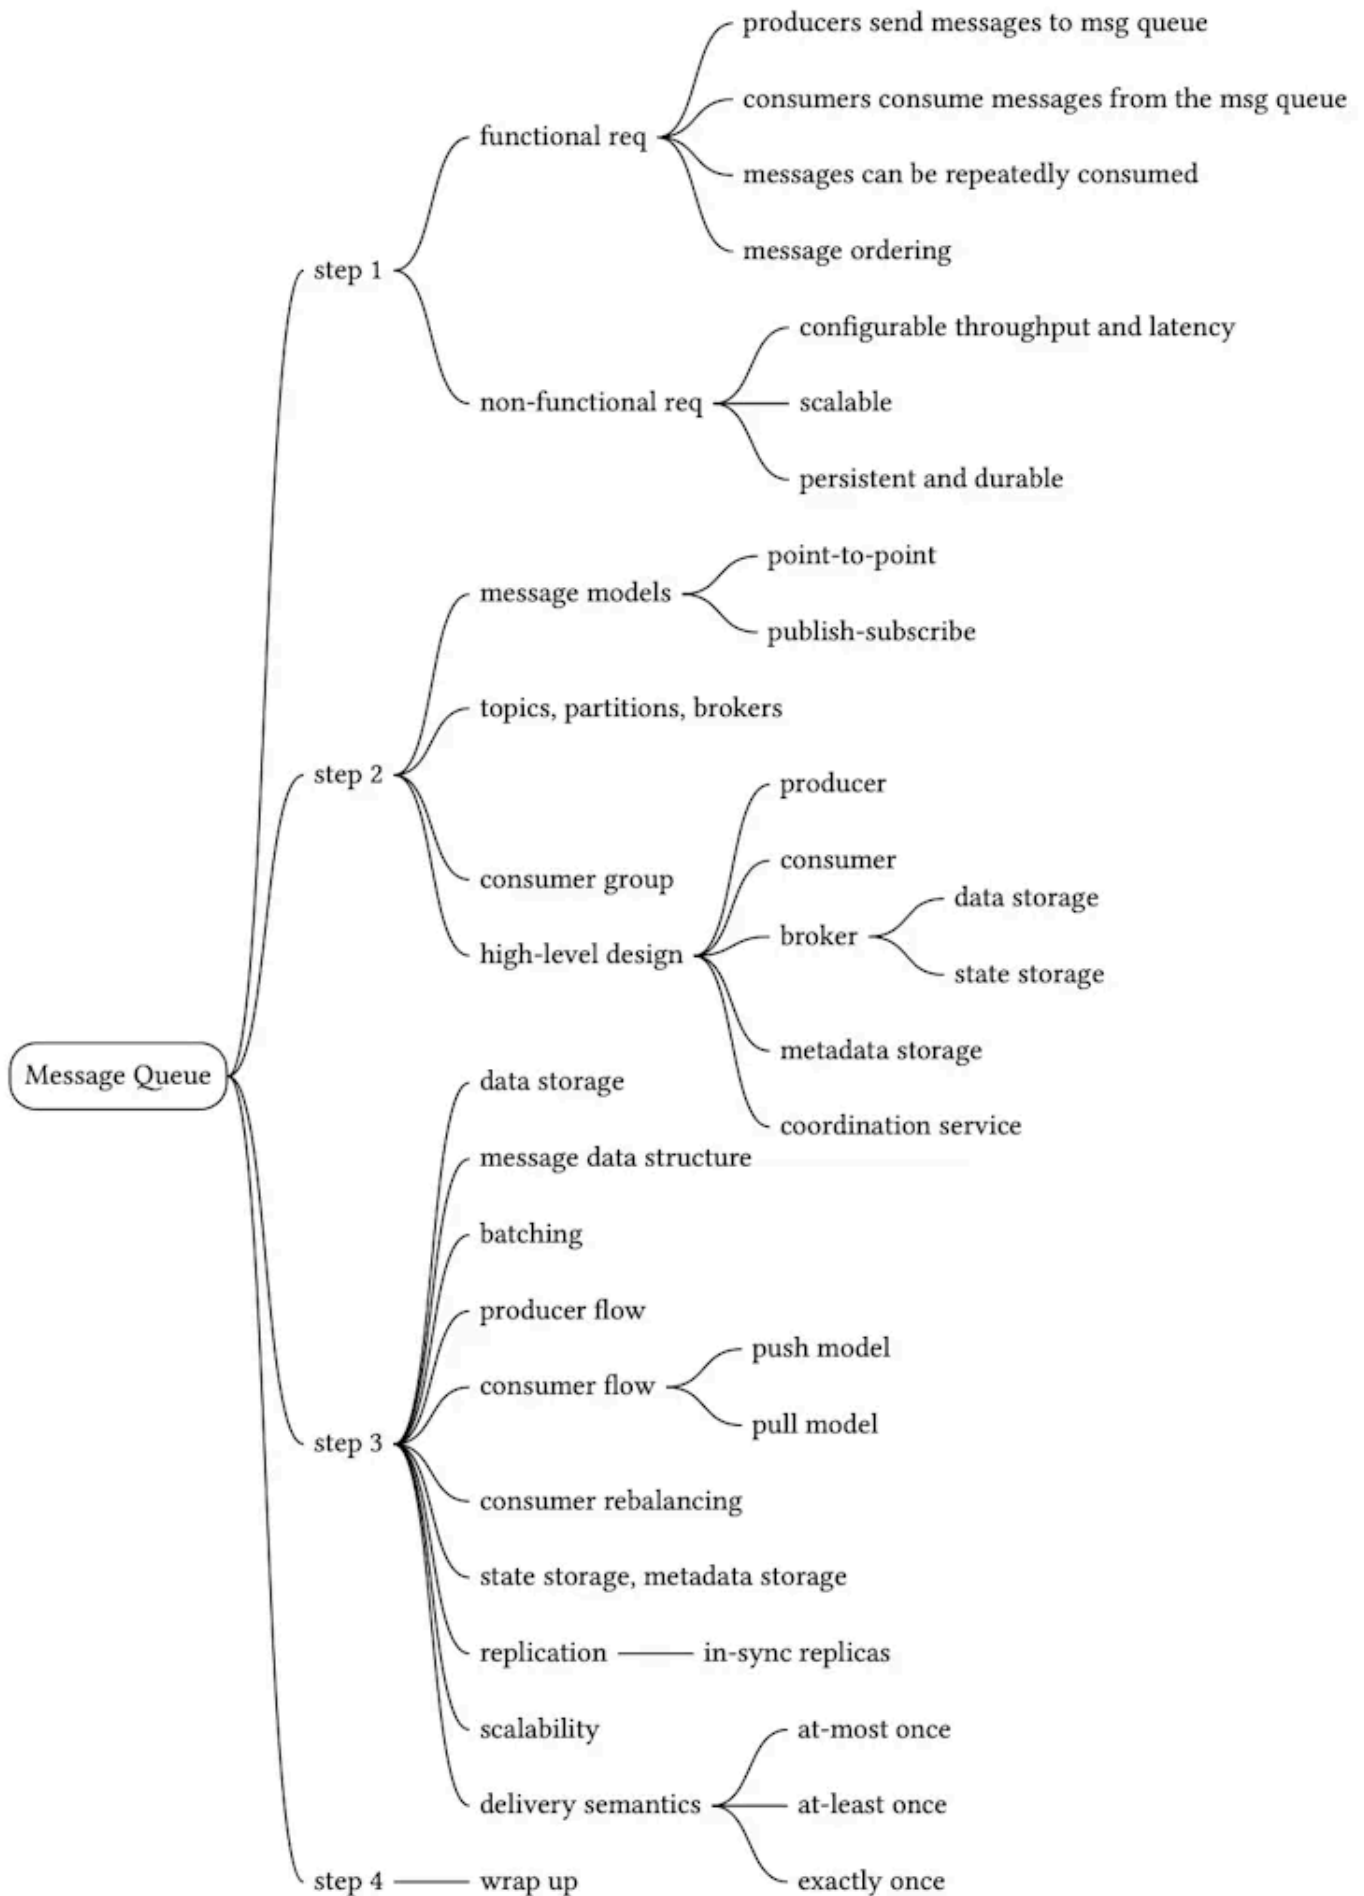 producers send messages to msg queue
consumers consume messages from the msg queue
functional req
messages can be repeatedly consumed
message ordering
step 1
configurable throughput and latency
non-functional req
scalable
persistent and durable
point-to-point
message models
publish-subscribe
topics, partitions, brokers
step 2
producer
consumer
consumer group
data storage
broker
high-level design
state storage
metadata storage
Message Queue
data storage
coordination service
message data structure
batching
producer flow
push model
consumer flow
pull model
step 3
consumer rebalancing
state storage, metadata storage
replication
in-sync replicas
scalability
at-most once
delivery semantics
at-least once
exactly once
step 4
wrap up